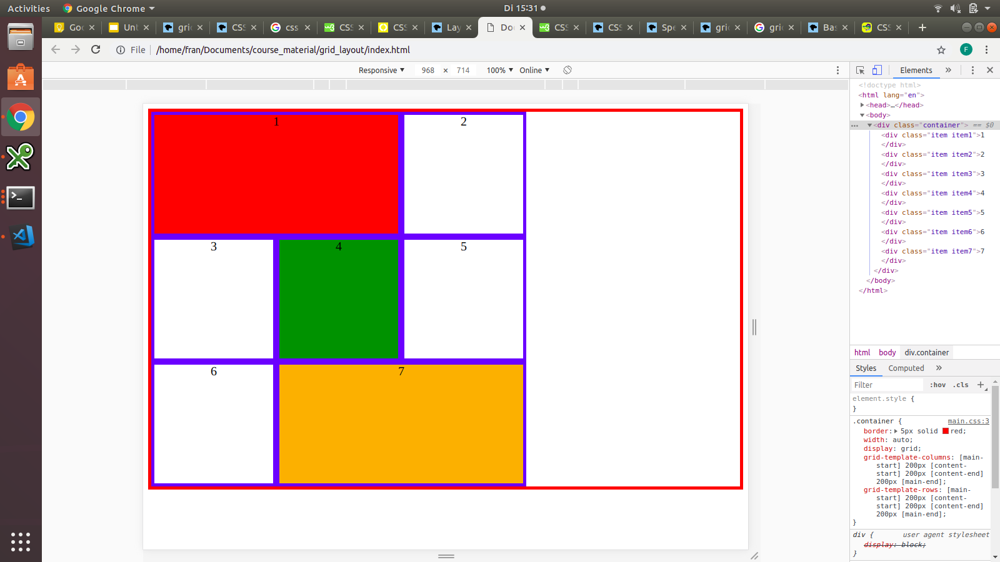 Activities
Google Chrome
Di 15:31
Goo
Unt
gri
CSS
css
CSS
CSS
Lay
Do
CSS
CSS
Spe
gri
gri
Bas
CSS
File
/home/fran/Documents/course_material/grid_layout/index.html
F
Responsive
968 × 714
100%
Online
Elements
1
2
3
4
5
6
7
<!doctype html>
<html lang="en">
<head>…</head>
<body>
<div class="container"> == $0
<div class="item item1">1
</div>
<div class="item item2">2
</div>
<div class="item item3">3
</div>
<div class="item item4">4
</div>
<div class="item item5">5
</div>
<div class="item item6">6
</div>
<div class="item item7">7
</div>
</div>
</body>
</html>
html body div.container
Styles Computed
Filter :hov .cls
element.style {
}
.container { main.css:3
border: 5px solid red;
width: auto;
display: grid;
grid-template-columns: [main-
start] 200px [content-
start] 200px [content-end]
200px [main-end];
grid-template-rows: [main-
start] 200px [content-
start] 200px [content-end]
200px [main-end];
}
div { user agent stylesheet
display: block;
}